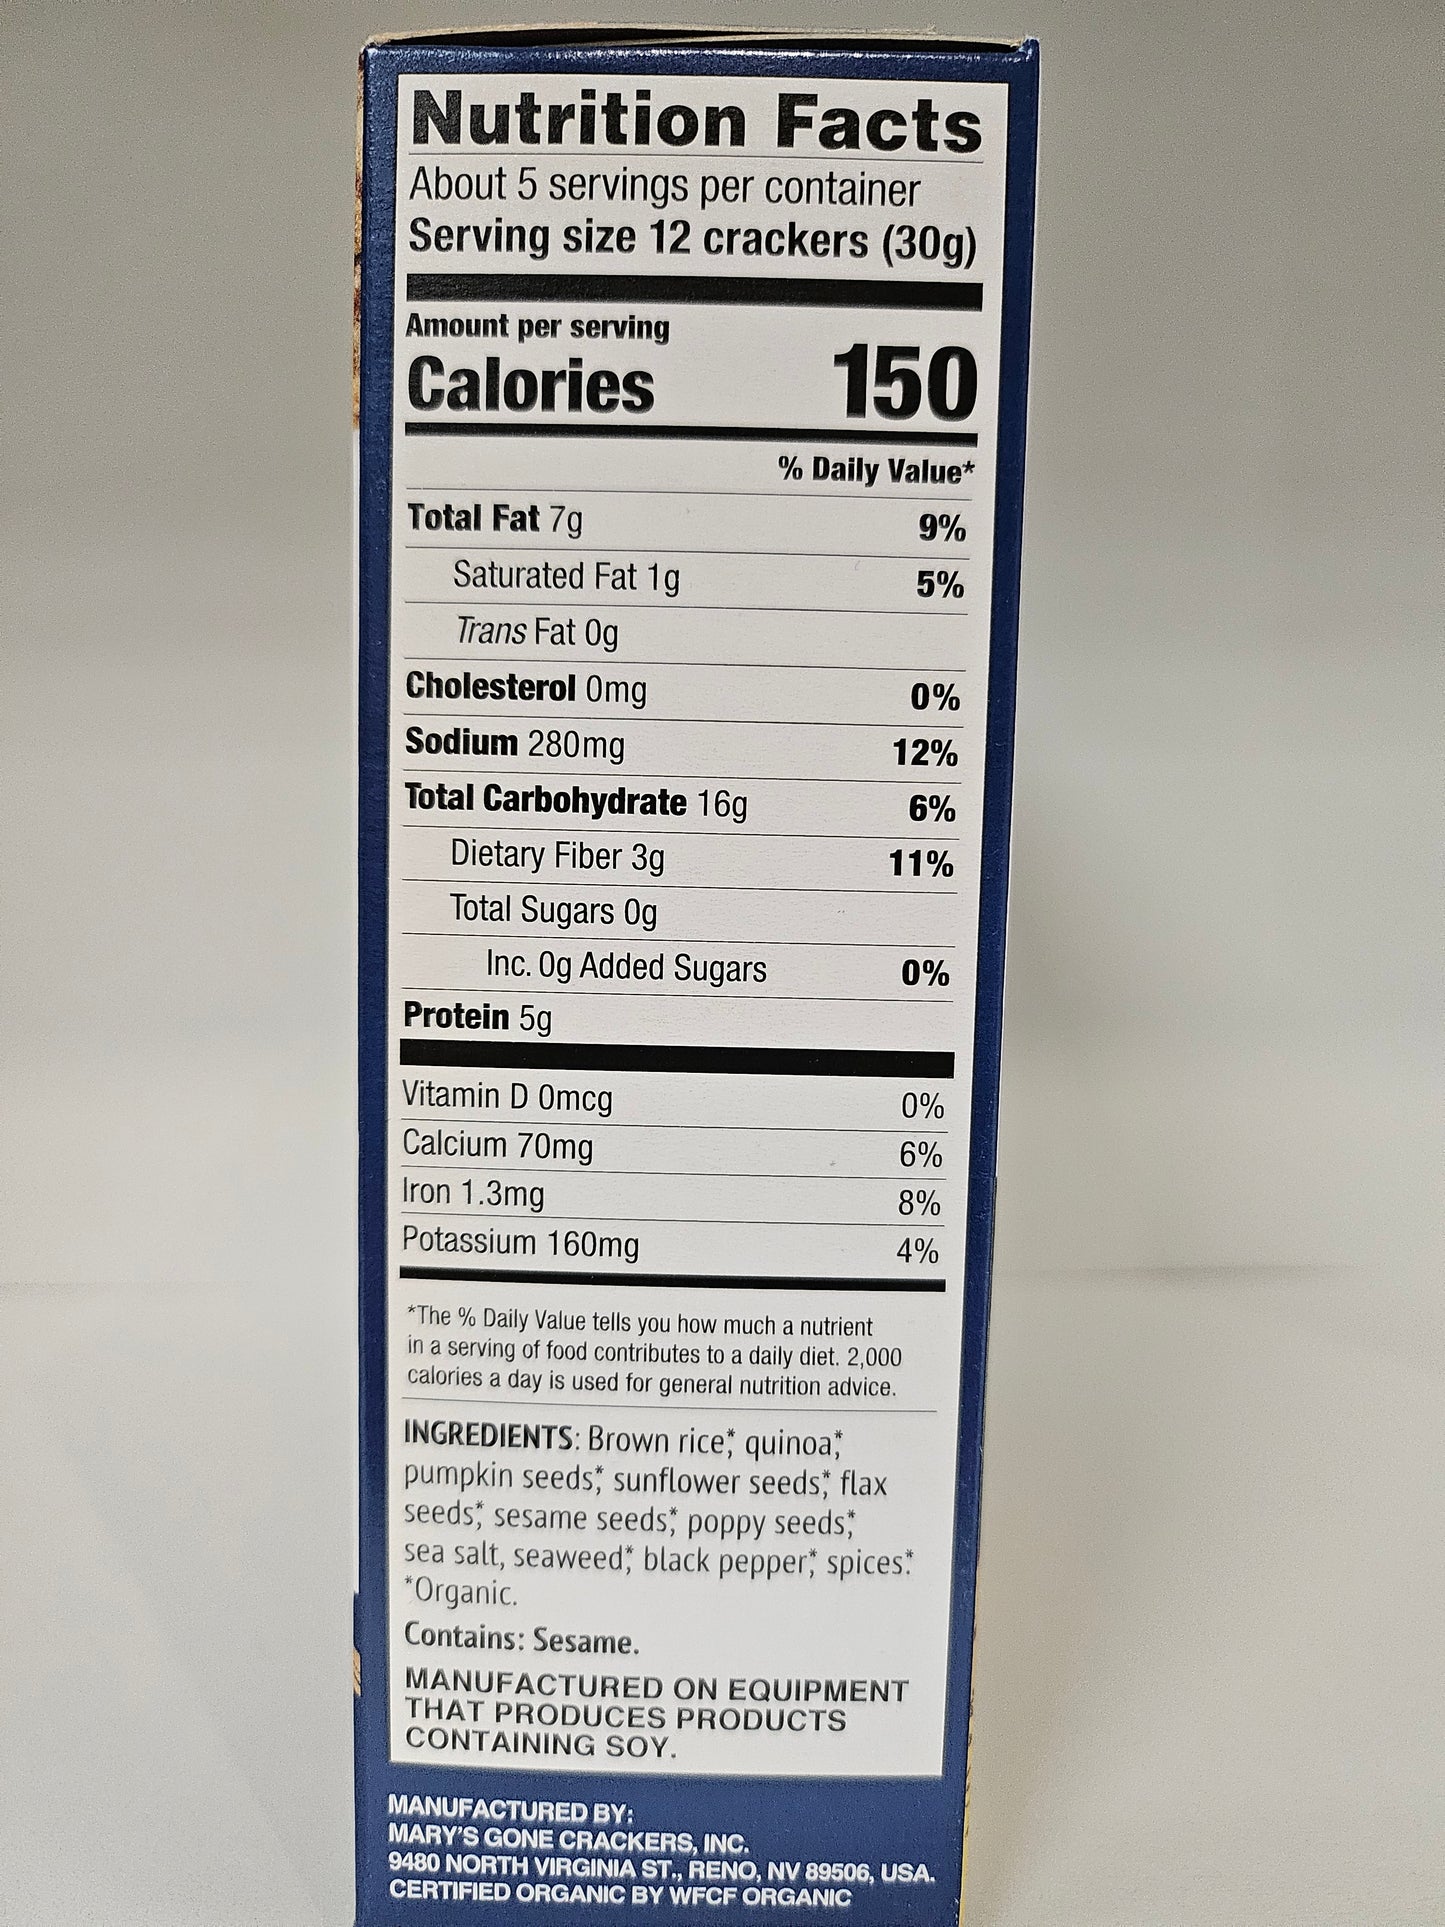 Nutrition Facts
About 5 servings per container
Serving size 12 crackers (30g)
Amount per serving
Calories 150
% Daily Value*
Total Fat 7g 9%
Saturated Fat 1g 5%
Trans Fat 0g
Cholesterol 0mg 0%
Sodium 280mg 12%
Total Carbohydrate 16g 6%
Dietary Fiber 3g 11%
Total Sugars 0g
Inc. 0g Added Sugars 0%
Protein 5g
Vitamin D 0mcg 0%
Calcium 70mg 6%
Iron 1.3mg 8%
Potassium 160mg 4%
*The % Daily Value tells you how much a nutrient
in a serving of food contributes to a daily diet. 2,000
calories a day is used for general nutrition advice.
INGREDIENTS: Brown rice*, quinoa*,
pumpkin seeds*, sunflower seeds*, flax
seeds*, sesame seeds*, poppy seeds*,
sea salt, seaweed*, black pepper*, spices*.
*Organic.
Contains: Sesame.
MANUFACTURED ON EQUIPMENT
THAT PRODUCES PRODUCTS
CONTAINING SOY.
MANUFACTURED BY:
MARY'S GONE CRACKERS, INC.
9480 NORTH VIRGINIA ST., RENO, NV 89506, USA.
CERTIFIED ORGANIC BY WFCF ORGANIC